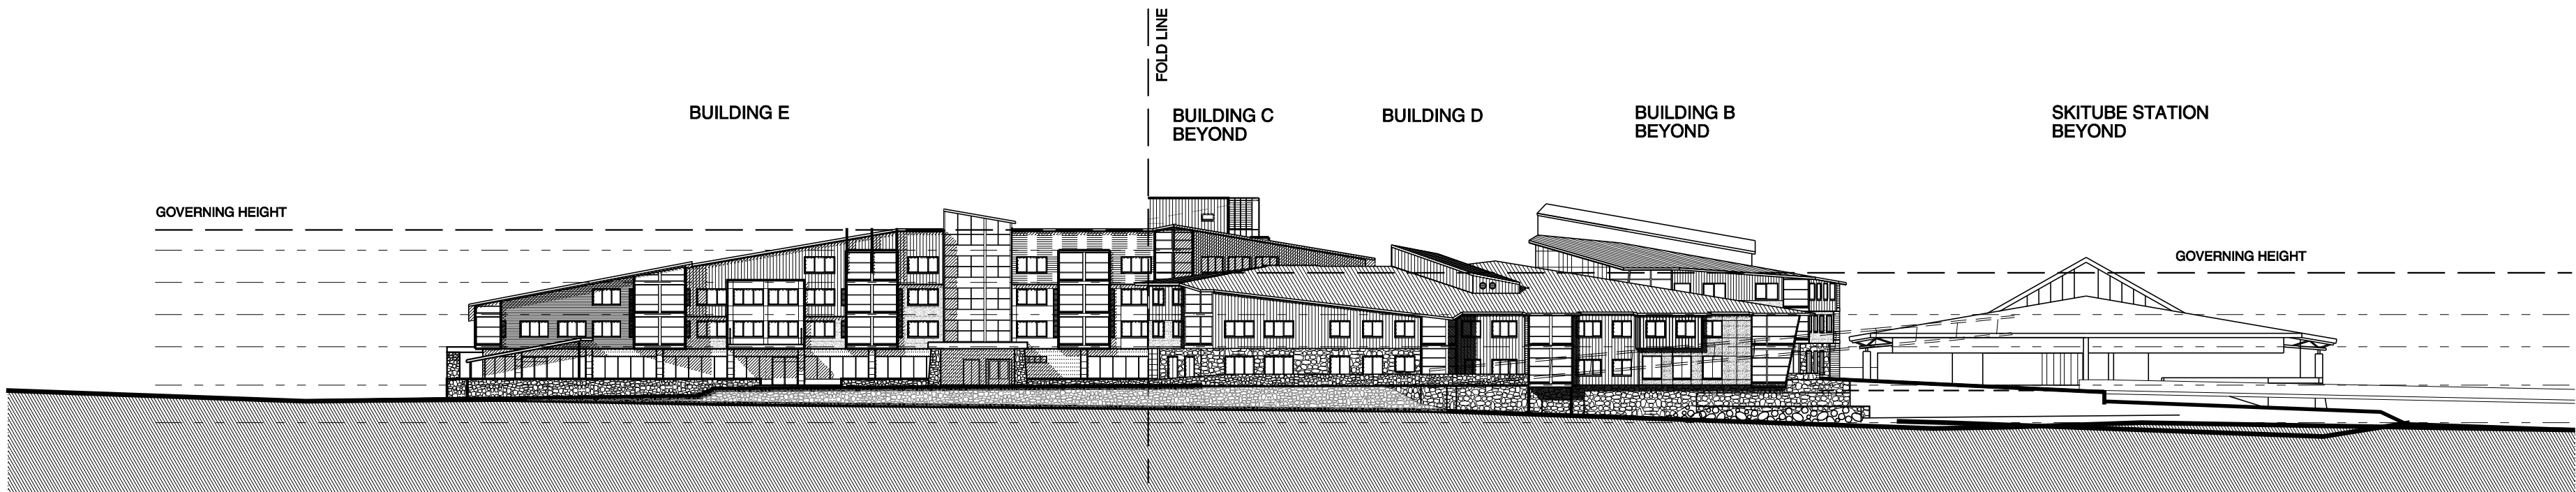 FOLD LINE
BUILDING E
BUILDING C
BEYOND
BUILDING D
BUILDING B
BEYOND
SKITUBE STATION
BEYOND
GOVERNING HEIGHT
GOVERNING HEIGHT